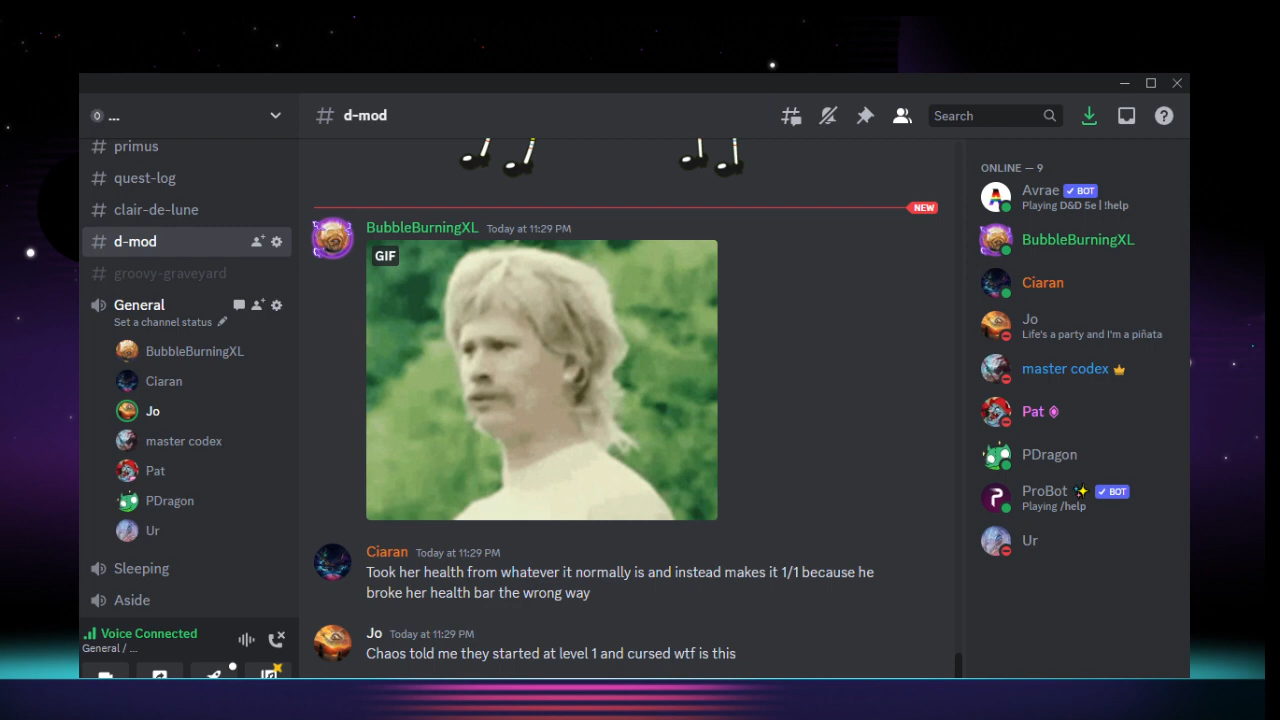 0 ...
# d-mod
Search
# primus
# quest-log
# clair-de-lune
# d-mod
# groovy-graveyard
General
Set a channel status
BubbleBurningXL
Ciaran
Jo
master codex
Pat
PDragon
Ur
Sleeping
Aside
Voice Connected
General / ...
NEW
BubbleBurningXL Today at 11:29 PM
GIF
Ciaran Today at 11:29 PM
Took her health from whatever it normally is and instead makes it 1/1 because he
broke her health bar the wrong way
Jo Today at 11:29 PM
Chaos told me they started at level 1 and cursed wtf is this
ONLINE — 9
Avrae ✓ BOT
Playing D&D 5e | !help
BubbleBurningXL
Ciaran
Jo
Life's a party and I'm a piñata
master codex
Pat
PDragon
ProBot ✨ ✓ BOT
Playing /help
Ur